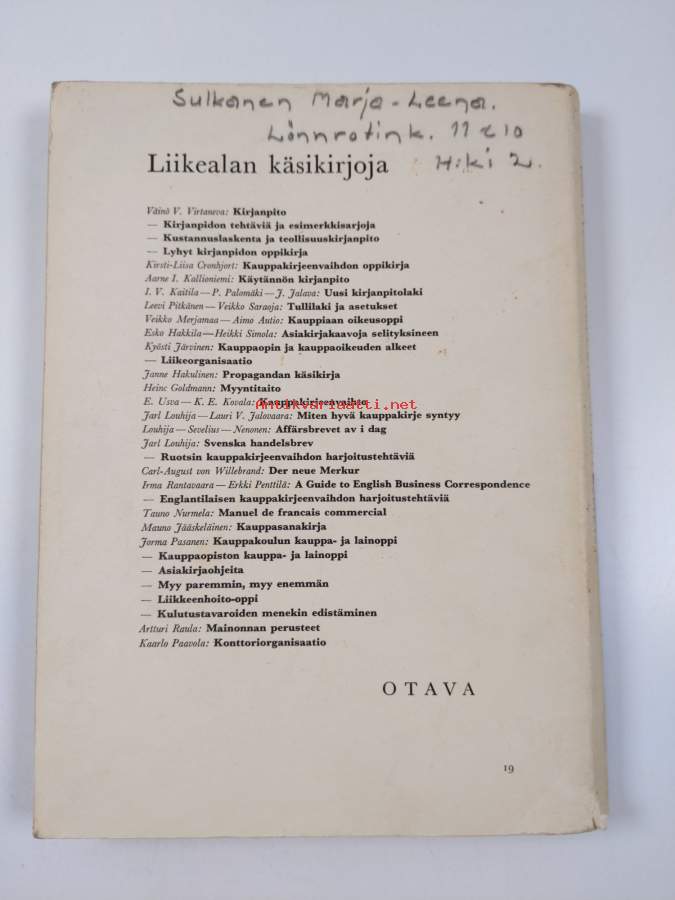 Sulkanen Marja-Leena.
Lönnrotink. 11 c 10
H:ki 2.
Liikealan käsikirjoja
Väinö V. Virtaneva: Kirjanpito
— Kirjanpidon tehtäviä ja esimerkkisarjoja
— Kustannuslaskenta ja teollisuuskirjanpito
— Lyhyt kirjanpidon oppikirja
Kirsti-Liisa Cronhjort: Kauppakirjeenvaihdon oppikirja
Aarne I. Kallioniemi: Käytännön kirjanpito
I. V. Kaitila — P. Palomäki — J. Jalava: Uusi kirjanpitolaki
Leevi Pitkänen — Veikko Saraoja: Tullilaki ja asetukset
Veikko Merjamaa — Aimo Autio: Kauppiaan oikeusoppi
Esko Hakkila — Heikki Simola: Asiakirjakaavoja selityksineen
Kyösti Järvinen: Kauppaopin ja kauppaoikeuden alkeet
— Liikeorganisaatio
Janne Hakulinen: Propagandan käsikirja
Heinc Goldmann: Myyntitaito
E. Usva — K. E. Kovala: Kauppakirjeenvaihto
Antikvariaatti.net
Jarl Louhija — Lauri V. Jalovaara: Miten hyvä kauppakirje syntyy
Louhija — Sevelius — Nenonen: Affärsbrevet av i dag
Jarl Louhija: Svenska handelsbrev
— Ruotsin kauppakirjeenvaihdon harjoitustehtäviä
Carl-August von Willebrand: Der neue Merkur
Irma Rantavaara — Erkki Penttilä: A Guide to English Business Correspondence
— Englantilaisen kauppakirjeenvaihdon harjoitustehtäviä
Tauno Nurmela: Manuel de francais commercial
Mauno Jääskeläinen: Kauppasanakirja
Jorma Pasanen: Kauppakoulun kauppa- ja lainoppi
— Kauppaopiston kauppa- ja lainoppi
— Asiakirjaohjeita
— Myy paremmin, myy enemmän
— Liikkeenhoito-oppi
— Kulutustavaroiden menekin edistäminen
Artturi Raula: Mainonnan perusteet
Kaarlo Paavola: Konttoriorganisaatio
OTAVA
19